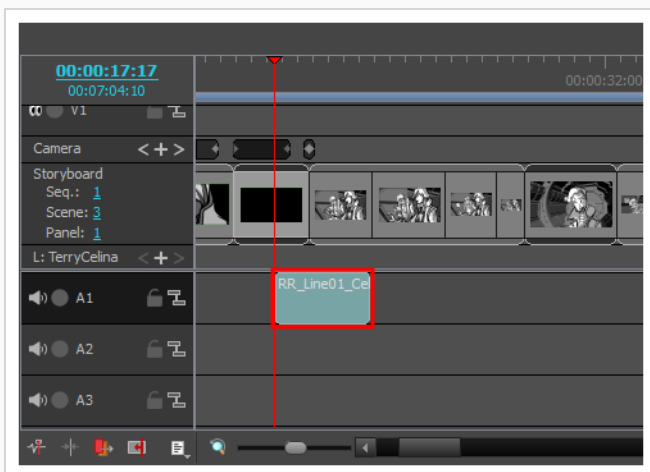 00:00:17:17
00:07:04:10
00:00:32:00
V1
Camera
Storyboard
Seq.: 1
Scene: 3
Panel: 1
L: TerryCelina
A1
RR_Line01_Cel
A2
A3